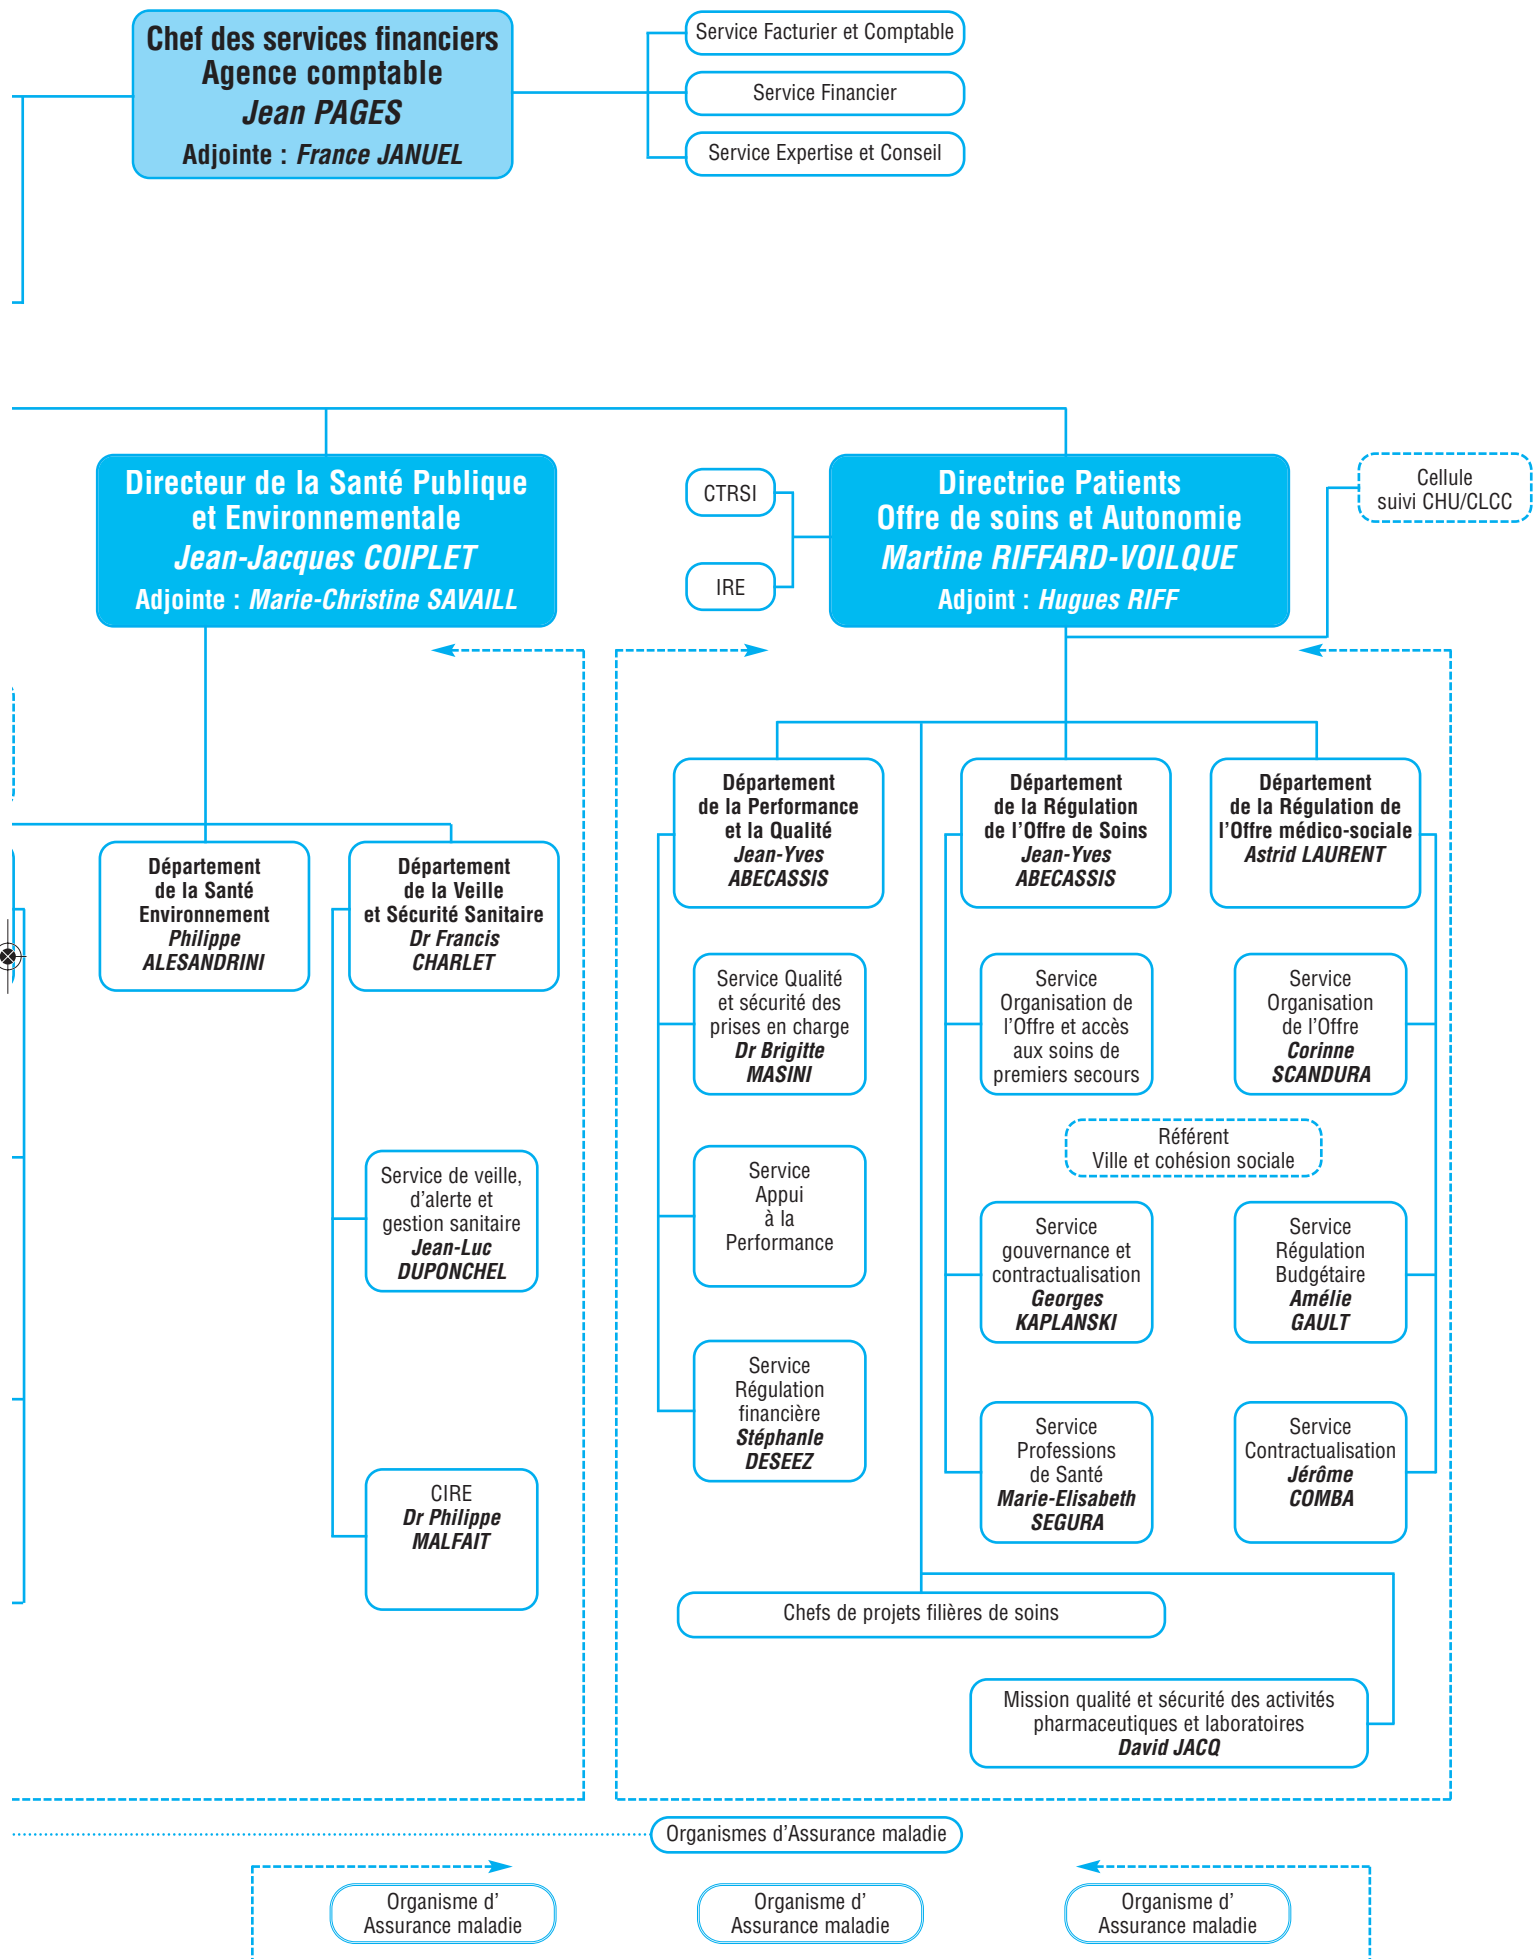 Chef des services financiers
Agence comptable
Jean PAGES
Adjointe : France JANUEL
Service Facturier et Comptable
Service Financier
Service Expertise et Conseil
Directeur de la Santé Publique
et Environnementale
Jean-Jacques COIPLET
Adjointe : Marie-Christine SAVAILL
CTRSI
IRE
Directrice Patients
Offre de soins et Autonomie
Martine RIFFARD-VOILQUE
Adjoint : Hugues RIFF
Cellule
suivi CHU/CLCC
Département
de la Santé
Environnement
Philippe
ALESANDRINI
Département
de la Veille
et Sécurité Sanitaire
Dr Francis
CHARLET
Service de veille,
d'alerte et
gestion sanitaire
Jean-Luc
DUPONCHEL
CIRE
Dr Philippe
MALFAIT
Département
de la Performance
et la Qualité
Jean-Yves
ABECASSIS
Service Qualité
et sécurité des
prises en charge
Dr Brigitte
MASINI
Service
Appui
à la
Performance
Service
Régulation
financière
Stéphanle
DESEEZ
Département
de la Régulation
de l'Offre de Soins
Jean-Yves
ABECASSIS
Service
Organisation de
l'Offre et accès
aux soins de
premiers secours
Référent
Ville et cohésion sociale
Service
gouvernance et
contractualisation
Georges
KAPLANSKI
Service
Professions
de Santé
Marie-Elisabeth
SEGURA
Département
de la Régulation de
l'Offre médico-sociale
Astrid LAURENT
Service
Organisation
de l'Offre
Corinne
SCANDURA
Service
Régulation
Budgétaire
Amélie
GAULT
Service
Contractualisation
Jérôme
COMBA
Chefs de projets filières de soins
Mission qualité et sécurité des activités
pharmaceutiques et laboratoires
David JACQ
Organismes d'Assurance maladie
Organisme d'
Assurance maladie
Organisme d'
Assurance maladie
Organisme d'
Assurance maladie